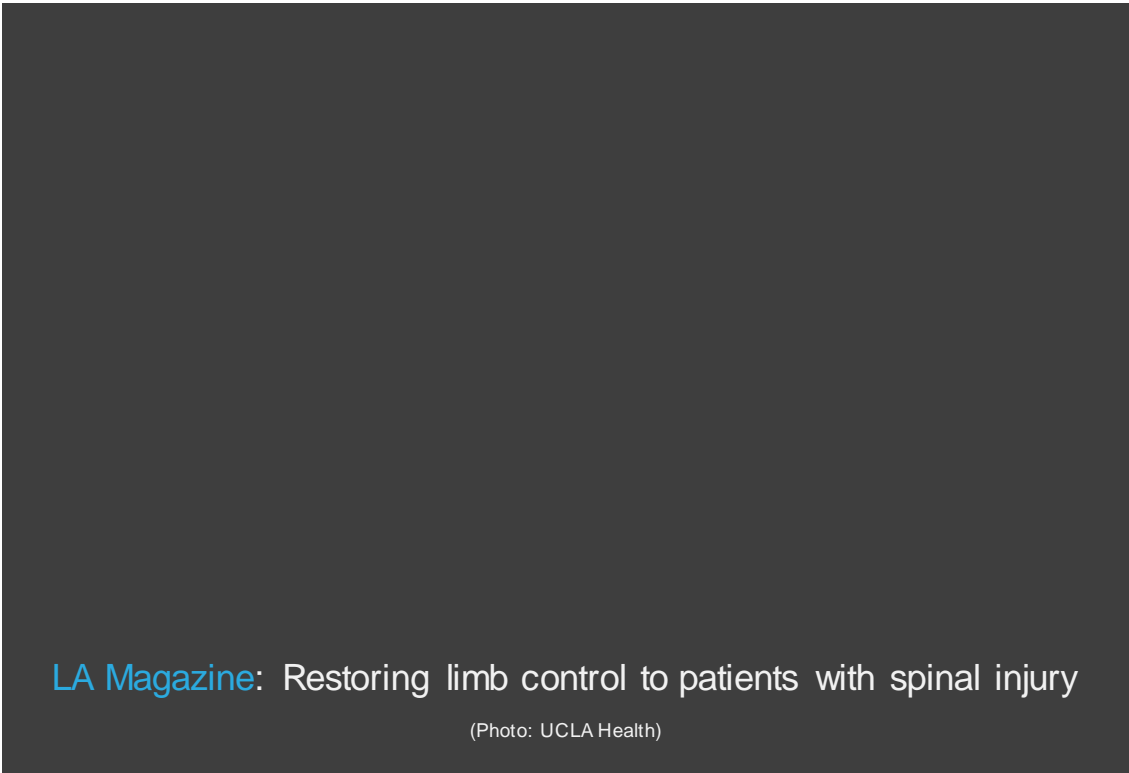 LA Magazine: Restoring limb control to patients with spinal injury
(Photo: UCLA Health)